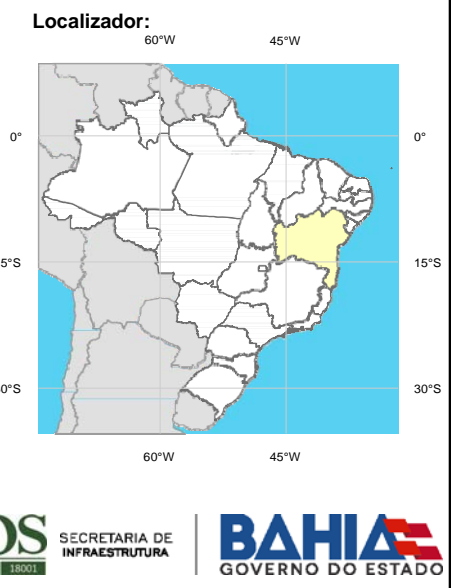 Localizador:
60°W 45°W
0° 0°
5°S 15°S
0°S 30°S
60°W 45°W
OS
18001
SECRETARIA DE
INFRAESTRUTURA
BAHIA
GOVERNO DO ESTADO